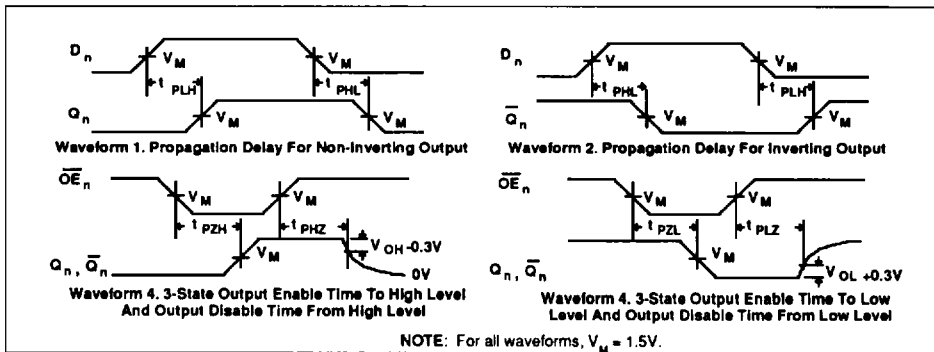 D n
V M
V M
t PLH
t PHL
Q n
V M
V M
Waveform 1. Propagation Delay For Non-Inverting Output
D n
V M
V M
t PHL
t PLH
Q̅ n
V M
V M
Waveform 2. Propagation Delay For Inverting Output
O̅E̅ n
V M
V M
t PZH
t PHZ
V OH -0.3V
V M
Q n , Q̅ n
0V
Waveform 4. 3-State Output Enable Time To High Level
And Output Disable Time From High Level
O̅E̅ n
V M
V M
t PZL
t PLZ
V M
Q n , Q̅ n
V OL +0.3V
Waveform 4. 3-State Output Enable Time To Low
Level And Output Disable Time From Low Level
NOTE: For all waveforms, V M = 1.5V.